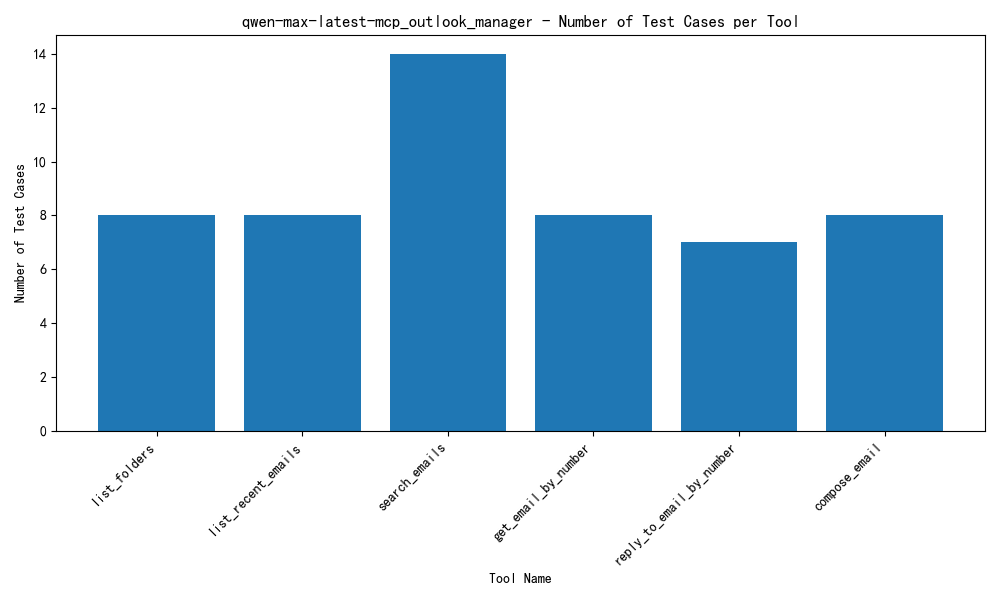 qwen-max-latest-mcp_outlook_manager - Number of Test Cases per Tool
14
12
10
8
6
4
2
0
Number of Test Cases
list_folders
list_recent_emails
search_emails
get_email_by_number
reply_to_email_by_number
compose_email
Tool Name